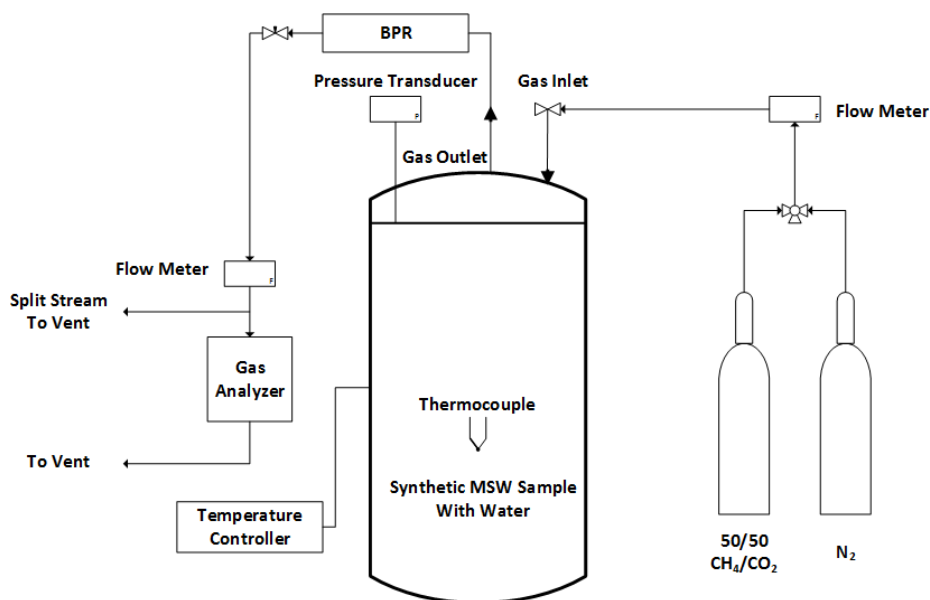 BPR
Pressure Transducer
P
Gas Inlet
F
Flow Meter
Gas Outlet
Flow Meter
F
Split Stream
To Vent
Gas
Analyzer
Thermocouple
To Vent
Synthetic MSW Sample
With Water
Temperature
Controller
50/50
CH₄/CO₂
N₂